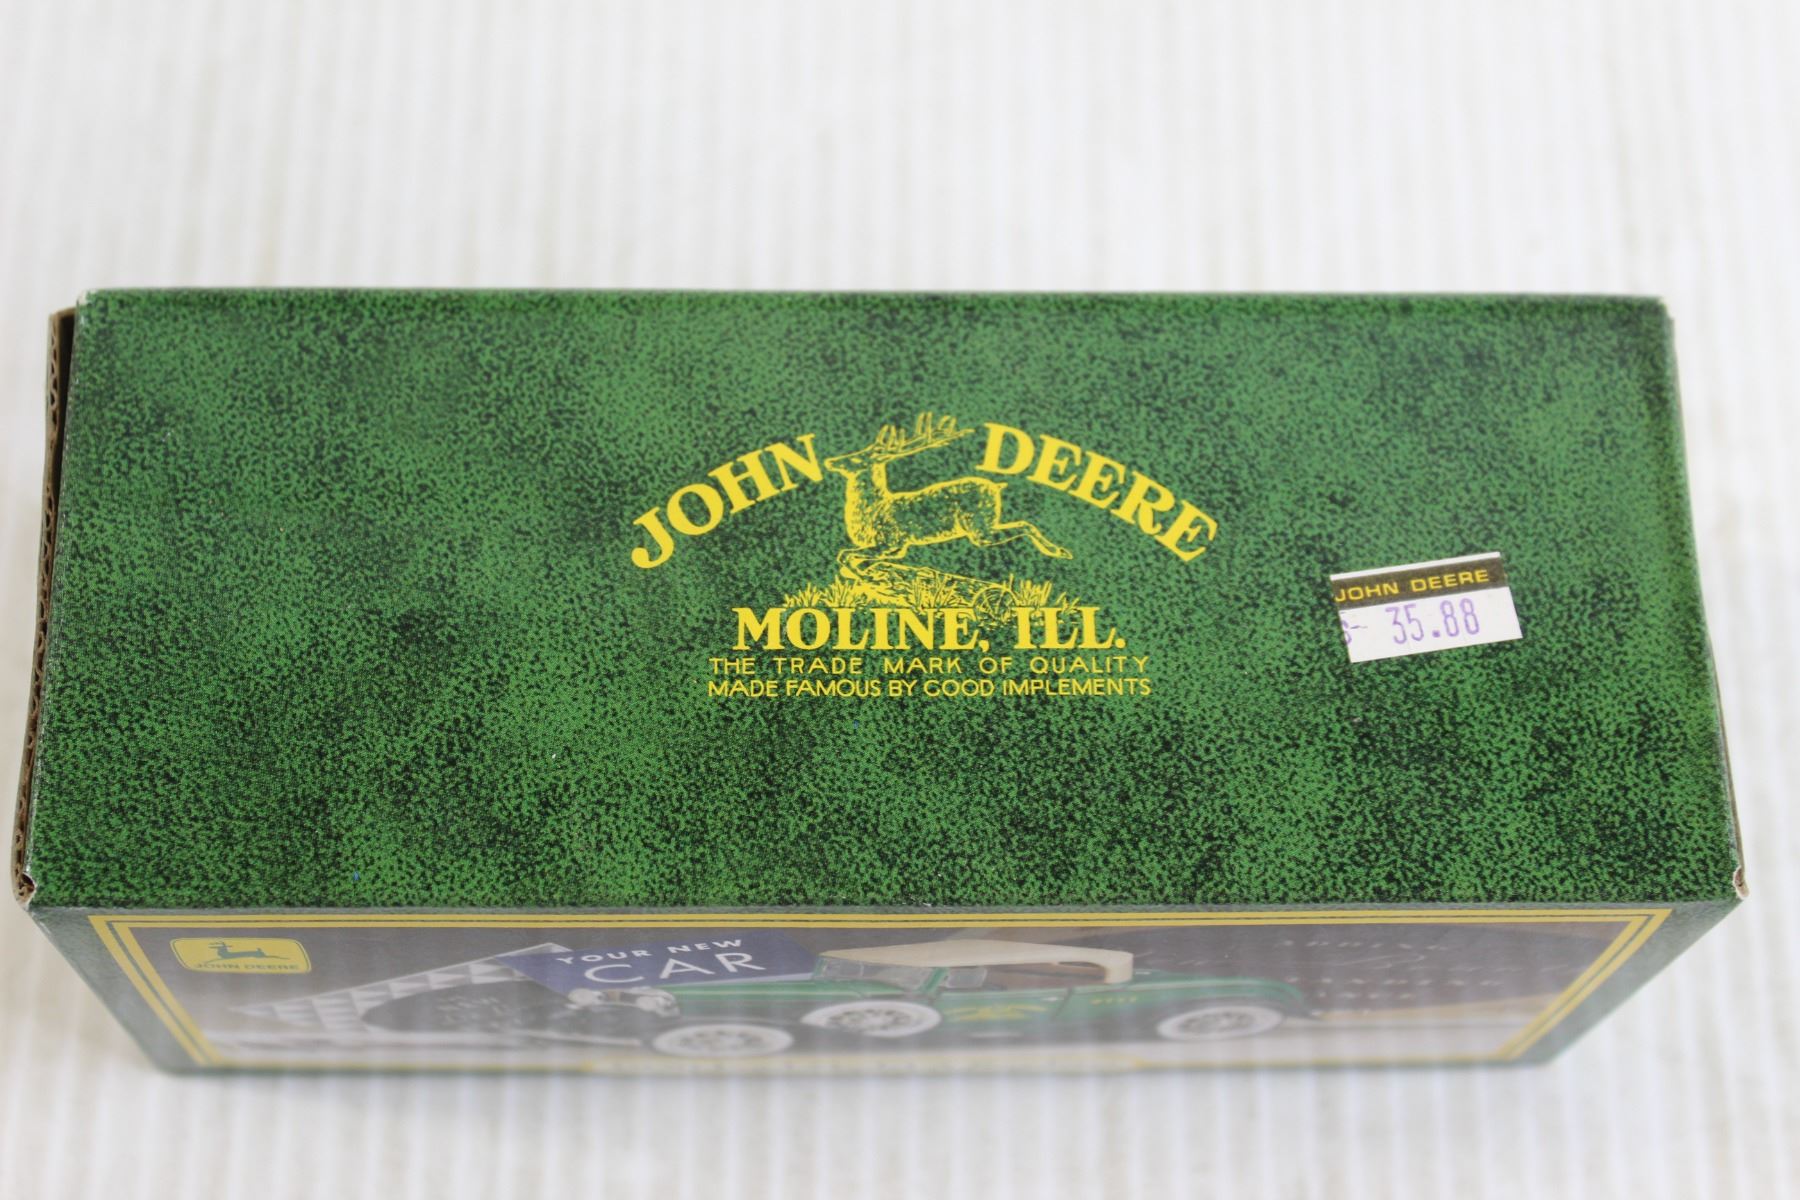 JOHN DEERE
MOLINE, ILL.
THE TRADE MARK OF QUALITY
MADE FAMOUS BY GOOD IMPLEMENTS
JOHN DEERE
35.88
JOHN DEERE
YOUR NEW
CAR